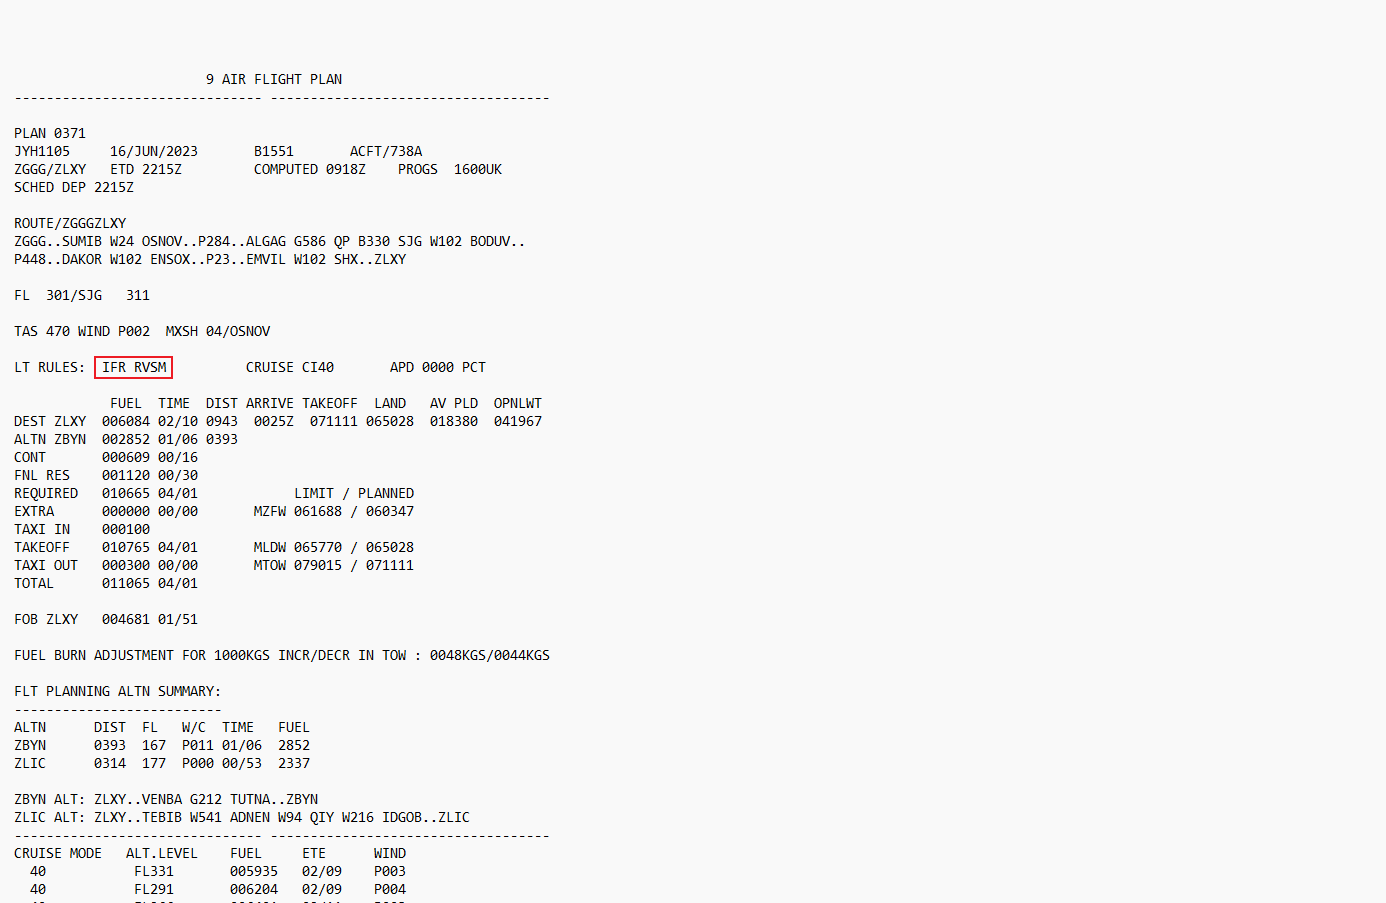 9 AIR FLIGHT PLAN
------------------------------- -----------------------------------
PLAN 0371
JYH1105     16/JUN/2023       B1551       ACFT/738A
ZGGG/ZLXY   ETD 2215Z         COMPUTED 0918Z    PROGS  1600UK
SCHED DEP 2215Z
ROUTE/ZGGGZLXY
ZGGG..SUMIB W24 OSNOV..P284..ALGAG G586 QP B330 SJG W102 BODUV..
P448..DAKOR W102 ENSOX..P23..EMVIL W102 SHX..ZLXY
FL  301/SJG   311
TAS 470 WIND P002  MXSH 04/OSNOV
LT RULES:  IFR RVSM          CRUISE CI40       APD 0000 PCT
FUEL  TIME  DIST ARRIVE TAKEOFF  LAND   AV PLD  OPNLWT
DEST ZLXY  006084 02/10 0943  0025Z  071111 065028  018380  041967
ALTN ZBYN  002852 01/06 0393
CONT       000609 00/16
FNL RES    001120 00/30
REQUIRED   010665 04/01            LIMIT / PLANNED
EXTRA      000000 00/00       MZFW 061688 / 060347
TAXI IN    000100
TAKEOFF    010765 04/01       MLDW 065770 / 065028
TAXI OUT   000300 00/00       MTOW 079015 / 071111
TOTAL      011065 04/01
FOB ZLXY   004681 01/51
FUEL BURN ADJUSTMENT FOR 1000KGS INCR/DECR IN TOW : 0048KGS/0044KGS
FLT PLANNING ALTN SUMMARY:
--------------------------
ALTN      DIST  FL   W/C  TIME   FUEL
ZBYN      0393  167  P011 01/06  2852
ZLIC      0314  177  P000 00/53  2337
ZBYN ALT: ZLXY..VENBA G212 TUTNA..ZBYN
ZLIC ALT: ZLXY..TEBIB W541 ADNEN W94 QIY W216 IDGOB..ZLIC
------------------------------- -----------------------------------
CRUISE MODE   ALT.LEVEL    FUEL     ETE      WIND
40           FL331       005935   02/09    P003
40           FL291       006204   02/09    P004